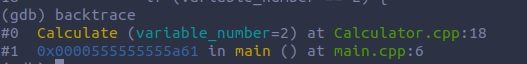 (gdb) backtrace
#0  Calculate (variable_number=2) at Calculator.cpp:18
#1  0x0000555555555a61 in main () at main.cpp:6